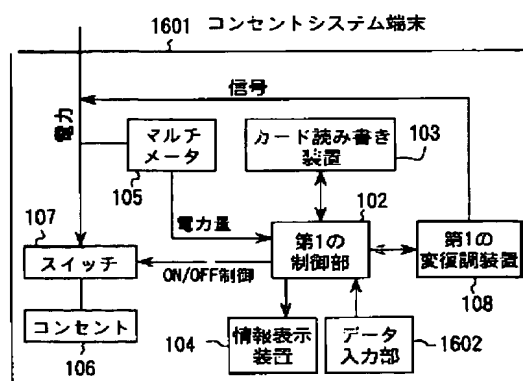 1601 コンセントシステム端末
信号
電力
マルチ
メータ
105
カード読み書き
装置
103
107
電力量
102
スイッチ
ON/OFF制御
第1の
制御部
第1の
変復調装置
108
コンセント
106
104
情報表示
装置
データ
入力部
1602